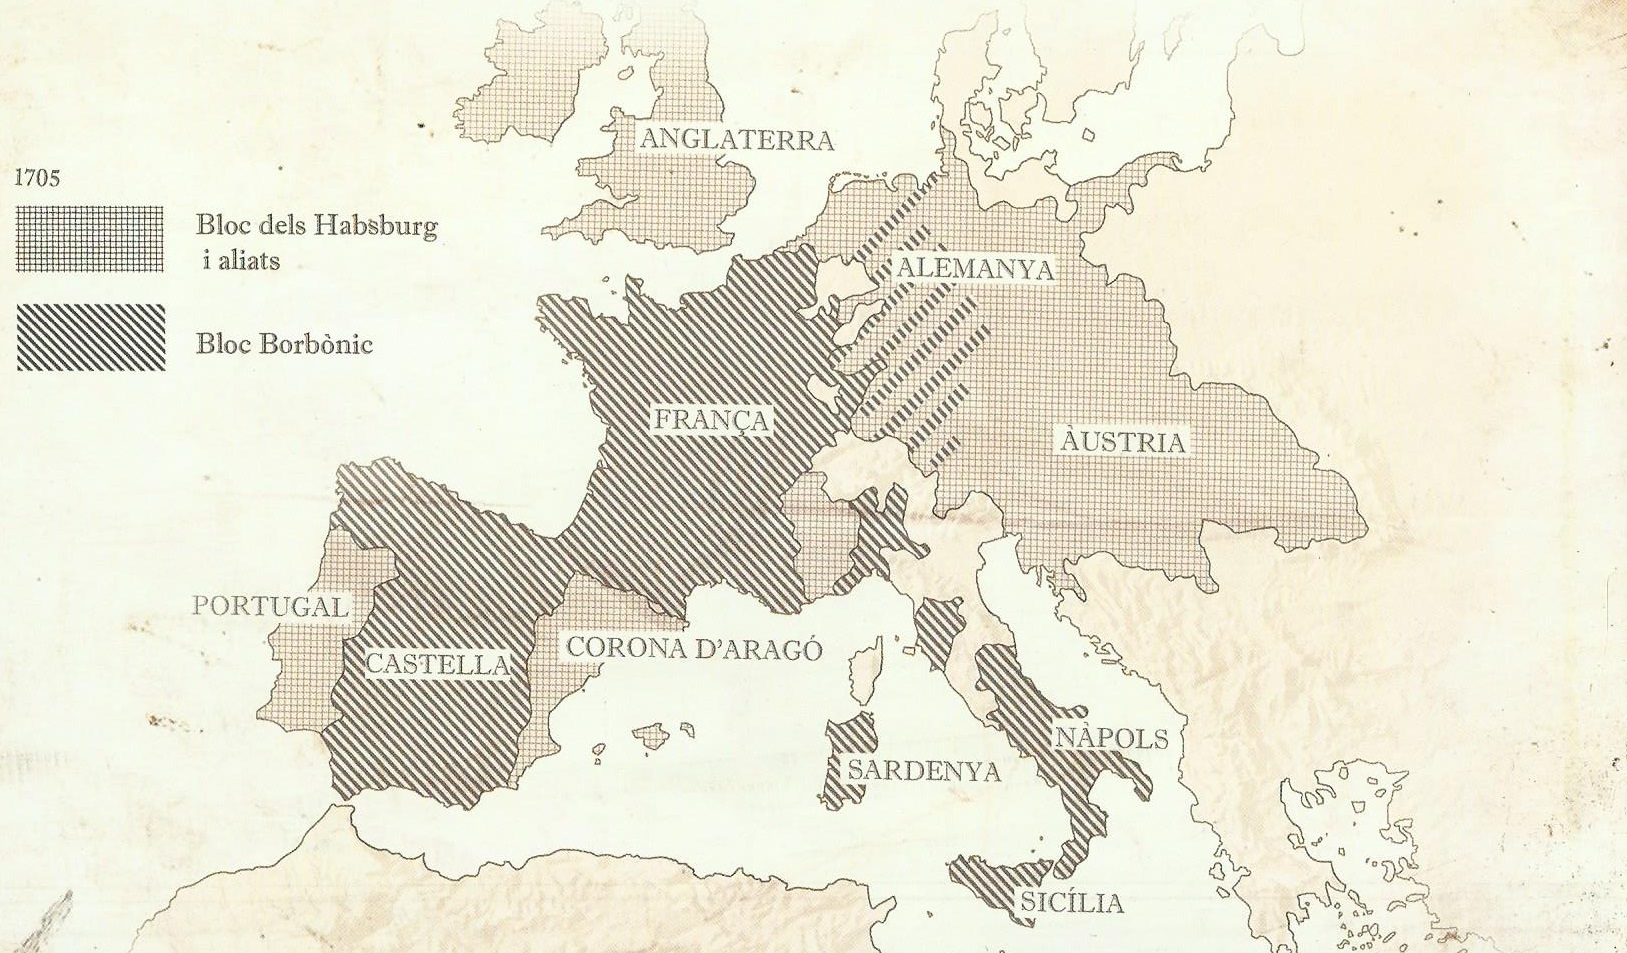 1705
Bloc dels Habsburg
i aliats
Bloc Borbònic
ANGLATERRA
ALEMANYA
FRANÇA
ÀUSTRIA
PORTUGAL
CORONA D'ARAGÓ
CASTELLA
NÀPOLS
SARDENYA
SICÍLIA